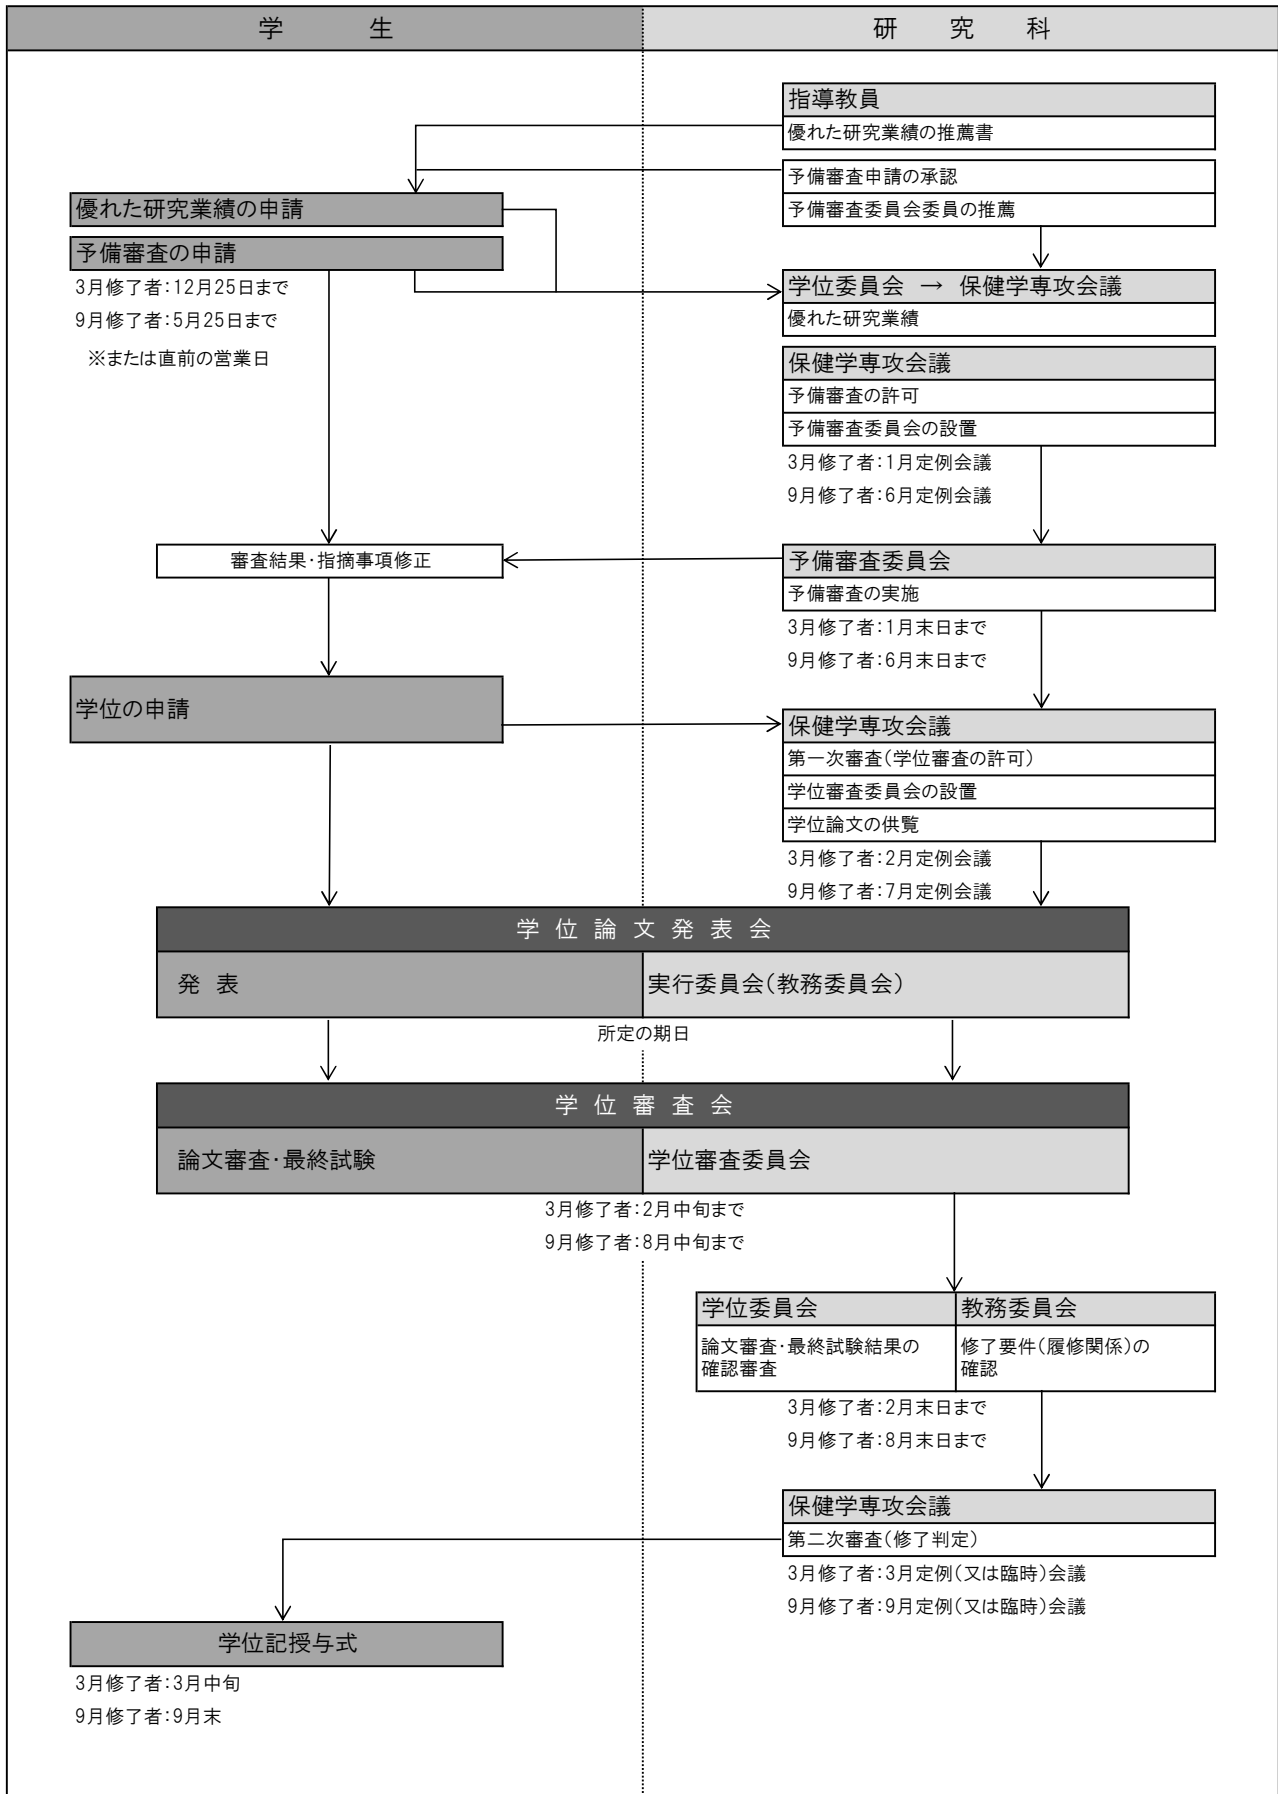 学 生
研 究 科
指導教員
優れた研究業績の推薦書
予備審査申請の承認
予備審査委員会委員の推薦
優れた研究業績の申請
予備審査の申請
3月修了者:12月25日まで
9月修了者:5月25日まで
※または直前の営業日
学位委員会 → 保健学専攻会議
優れた研究業績
保健学専攻会議
予備審査の許可
予備審査委員会の設置
3月修了者:1月定例会議
9月修了者:6月定例会議
審査結果・指摘事項修正
予備審査委員会
予備審査の実施
3月修了者:1月末日まで
9月修了者:6月末日まで
学位の申請
保健学専攻会議
第一次審査(学位審査の許可)
学位審査委員会の設置
学位論文の供覧
3月修了者:2月定例会議
9月修了者:7月定例会議
学 位 論 文 発 表 会
発 表
実行委員会(教務委員会)
所定の期日
学 位 審 査 会
論文審査・最終試験
学位審査委員会
3月修了者:2月中旬まで
9月修了者:8月中旬まで
学位委員会
論文審査・最終試験結果の
確認審査
教務委員会
修了要件(履修関係)の
確認
3月修了者:2月末日まで
9月修了者:8月末日まで
保健学専攻会議
第二次審査(修了判定)
3月修了者:3月定例(又は臨時)会議
9月修了者:9月定例(又は臨時)会議
学位記授与式
3月修了者:3月中旬
9月修了者:9月末